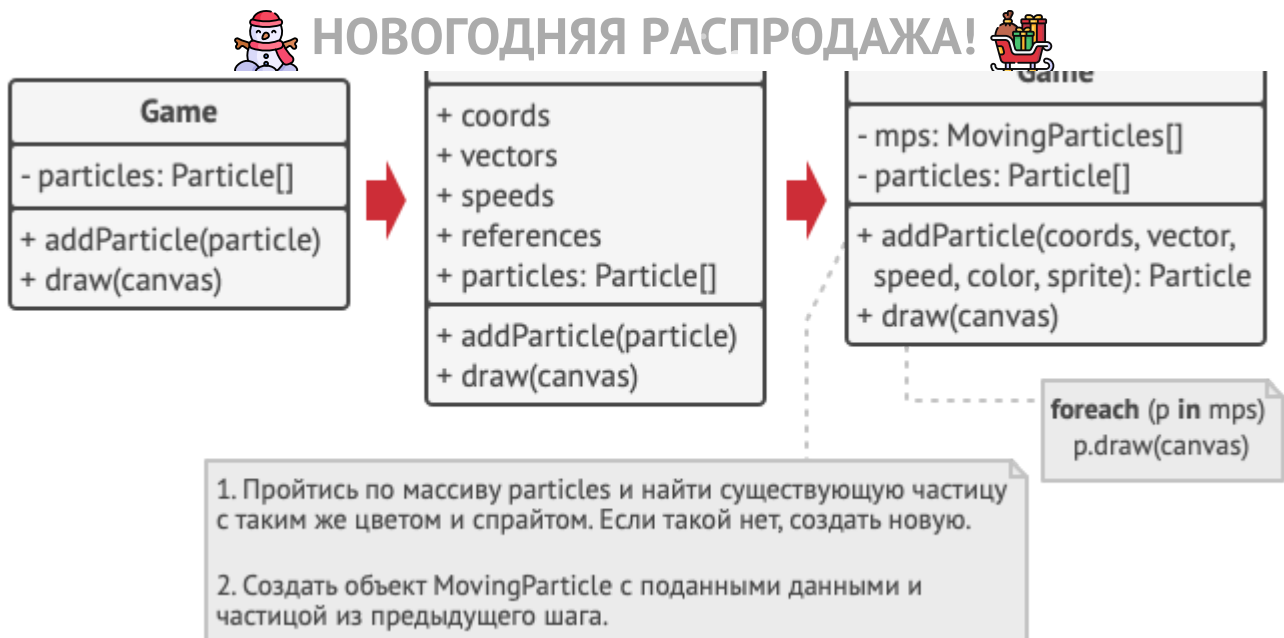 НОВОГОДНЯЯ РАСПРОДАЖА!
Game
- particles: Particle[]
+ addParticle(particle)
+ draw(canvas)
+ coords
+ vectors
+ speeds
+ references
+ particles: Particle[]
+ addParticle(particle)
+ draw(canvas)
Game
- mps: MovingParticles[]
- particles: Particle[]
+ addParticle(coords, vector,
speed, color, sprite): Particle
+ draw(canvas)
foreach (p in mps)
p.draw(canvas)
1. Пройтись по массиву particles и найти существующую частицу
с таким же цветом и спрайтом. Если такой нет, создать новую.
2. Создать объект MovingParticle с поданными данными и
частицой из предыдущего шага.